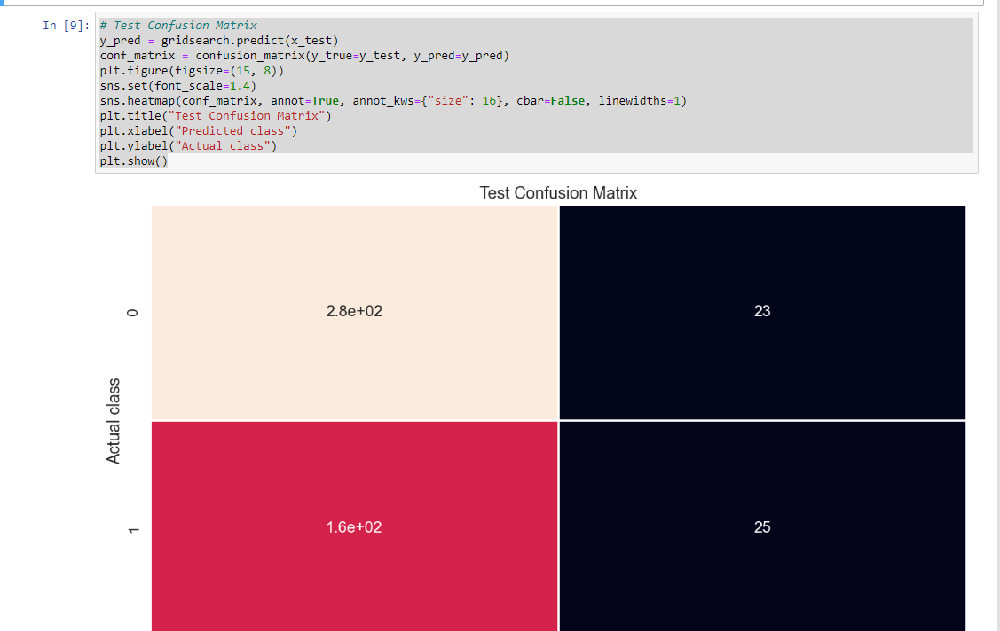 In [9]:
# Test Confusion Matrix
y_pred = gridsearch.predict(x_test)
conf_matrix = confusion_matrix(y_true=y_test, y_pred=y_pred)
plt.figure(figsize=(15, 8))
sns.set(font_scale=1.4)
sns.heatmap(conf_matrix, annot=True, annot_kws={"size": 16}, cbar=False, linewidths=1)
plt.title("Test Confusion Matrix")
plt.xlabel("Predicted class")
plt.ylabel("Actual class")
plt.show()
Test Confusion Matrix
0
2.8e+02
23
Actual class
1
1.6e+02
25